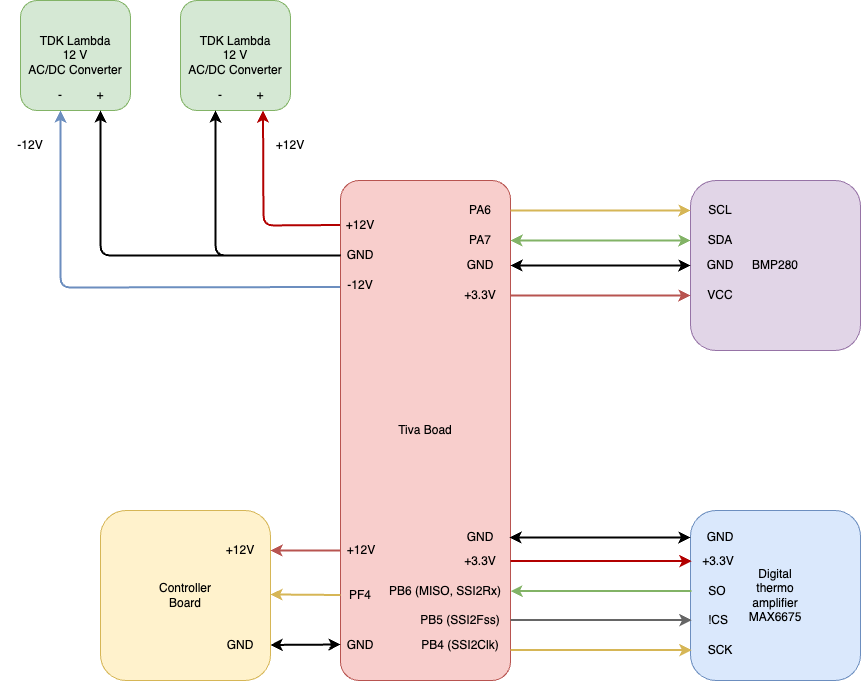 TDK Lambda
12 V
AC/DC Converter
- +
TDK Lambda
12 V
AC/DC Converter
- +
-12V
+12V
+12V
GND
-12V
PA6
PA7
GND
+3.3V
SCL
SDA
GND BMP280
VCC
Tiva Boad
+12V
PF4
GND
GND
+3.3V
PB6 (MISO, SSI2Rx)
PB5 (SSI2Fss)
PB4 (SSI2Clk)
+12V
Controller
Board
GND
GND
+3.3V
SO
!CS
SCK
Digital
thermo
amplifier
MAX6675